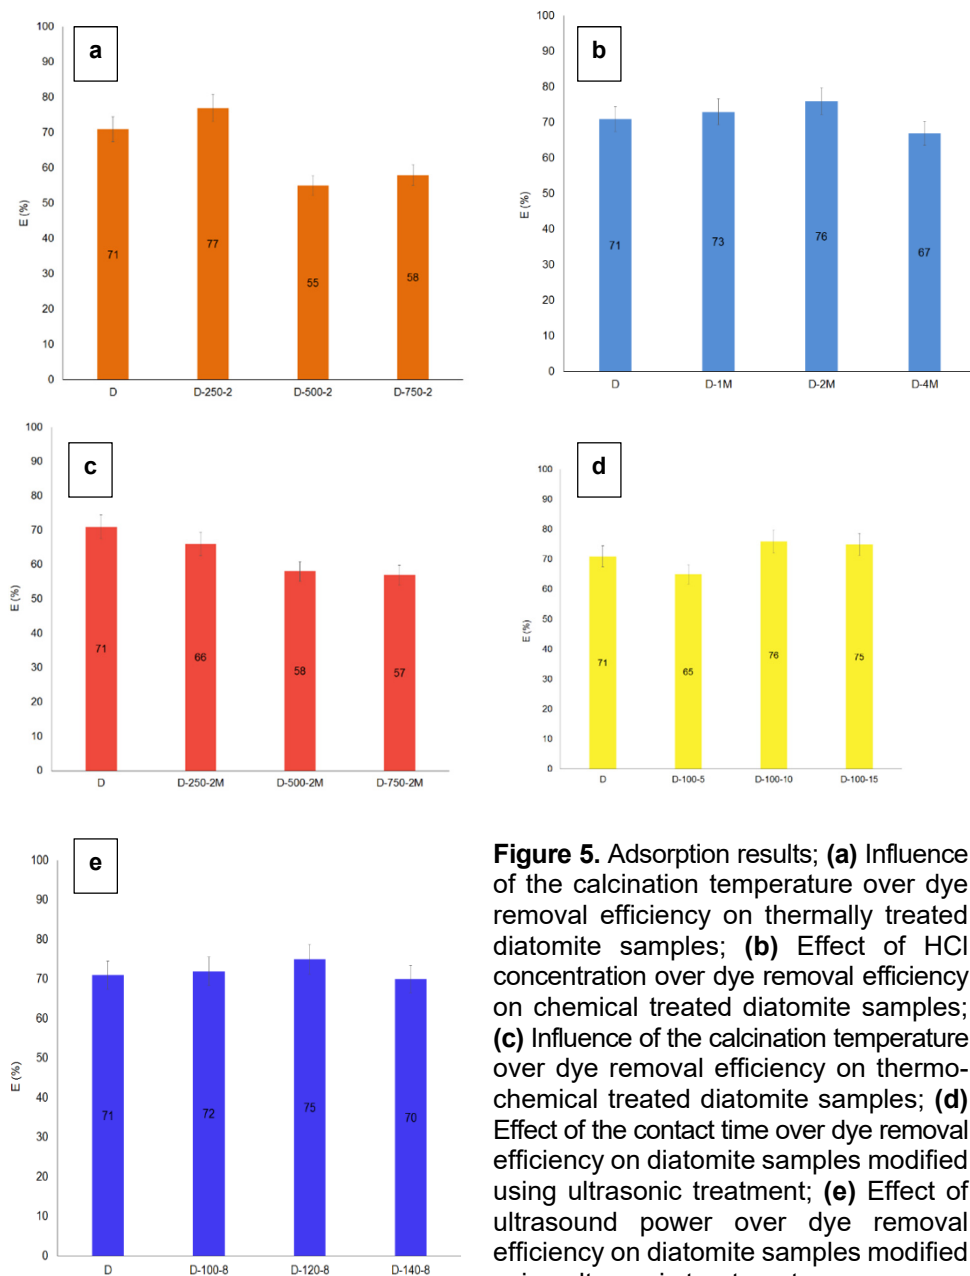 a
100
90
80
70
60
50
40
30
20
10
0
E (%)
71
77
55
58
D D-250-2 D-500-2 D-750-2
b
100
90
80
70
60
50
40
30
20
10
0
E (%)
71
73
76
67
D D-1M D-2M D-4M
c
100
90
80
70
60
50
40
30
20
10
0
E (%)
71
66
58
57
D D-250-2M D-500-2M D-750-2M
d
100
90
80
70
60
50
40
30
20
10
0
E (%)
71
65
76
75
D D-100-5 D-100-10 D-100-15
e
100
90
80
70
60
50
40
30
20
10
0
E (%)
71
72
75
70
D D-100-8 D-120-8 D-140-8
Figure 5. Adsorption results; (a) Influence
of the calcination temperature over dye
removal efficiency on thermally treated
diatomite samples; (b) Effect of HCl
concentration over dye removal efficiency
on chemical treated diatomite samples;
(c) Influence of the calcination temperature
over dye removal efficiency on thermo-
chemical treated diatomite samples; (d)
Effect of the contact time over dye removal
efficiency on diatomite samples modified
using ultrasonic treatment; (e) Effect of
ultrasound power over dye removal
efficiency on diatomite samples modified